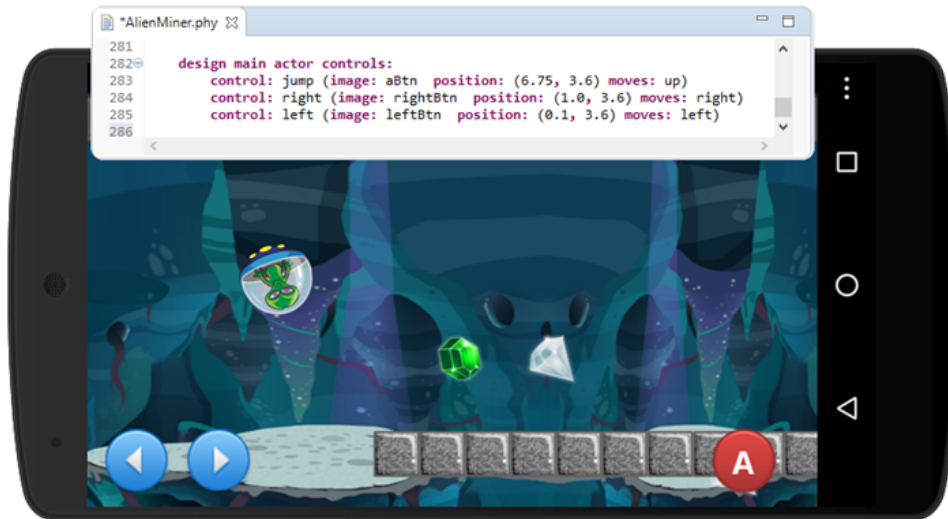 *AlienMiner.phy
281
282 design main actor controls:
283 control: jump (image: aBtn position: (6.75, 3.6) moves: up)
284 control: right (image: rightBtn position: (1.0, 3.6) moves: right)
285 control: left (image: leftBtn position: (0.1, 3.6) moves: left)
286
A